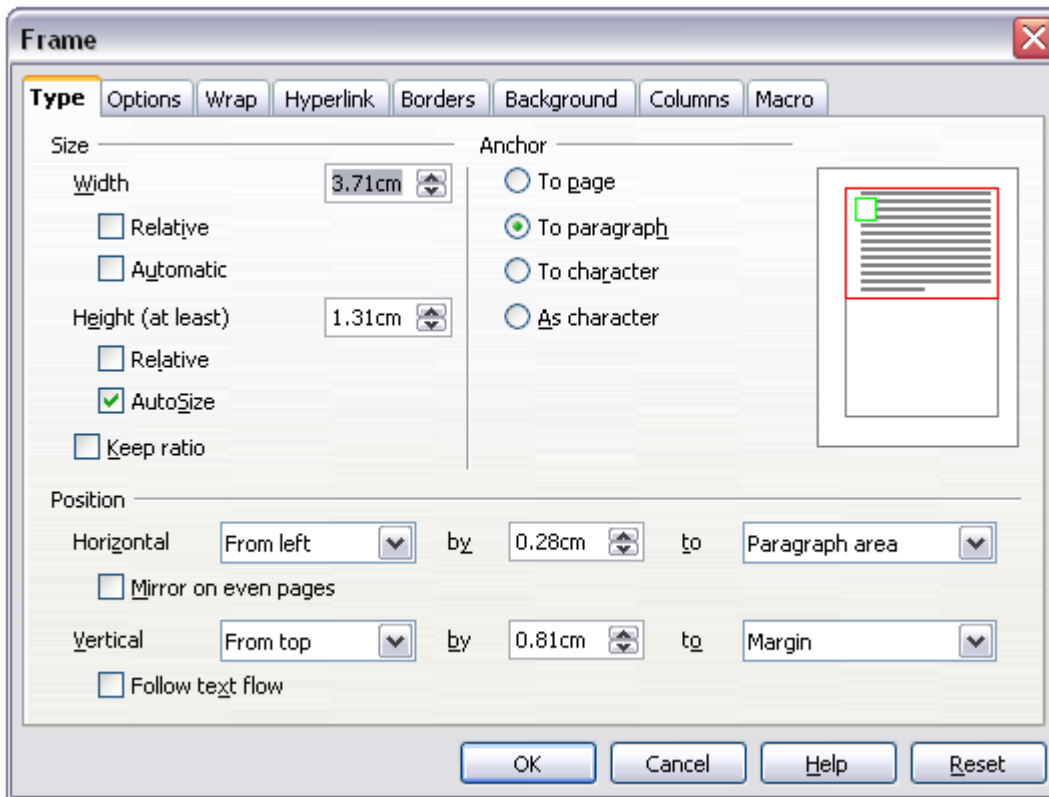 Frame
Type Options Wrap Hyperlink Borders Background Columns Macro
Size Anchor
Width 3.71cm To page
Relative To paragraph
Automatic To character
Height (at least) 1.31cm As character
Relative
AutoSize
Keep ratio
Position
Horizontal From left by 0.28cm to Paragraph area
Mirror on even pages
Vertical From top by 0.81cm to Margin
Follow text flow
OK Cancel Help Reset